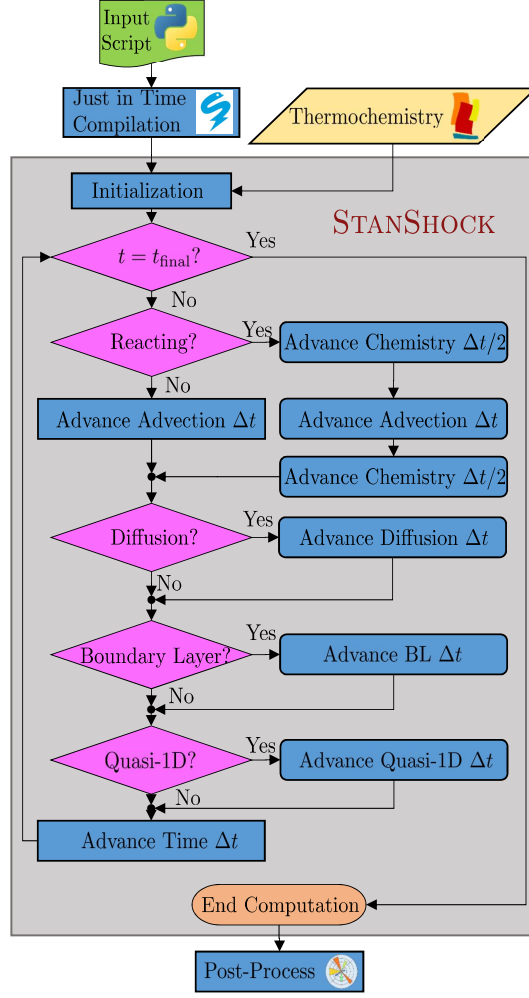 Input
Script
Just in Time
Compilation
Thermochemistry
Initialization
STANSHOCK
t = t_final?
Yes
No
Reacting?
Yes
Advance Chemistry Δt/2
No
Advance Advection Δt
Advance Advection Δt
Advance Chemistry Δt/2
Diffusion?
Yes
Advance Diffusion Δt
No
Boundary Layer?
Yes
Advance BL Δt
No
Quasi-1D?
Yes
Advance Quasi-1D Δt
No
Advance Time Δt
End Computation
Post-Process